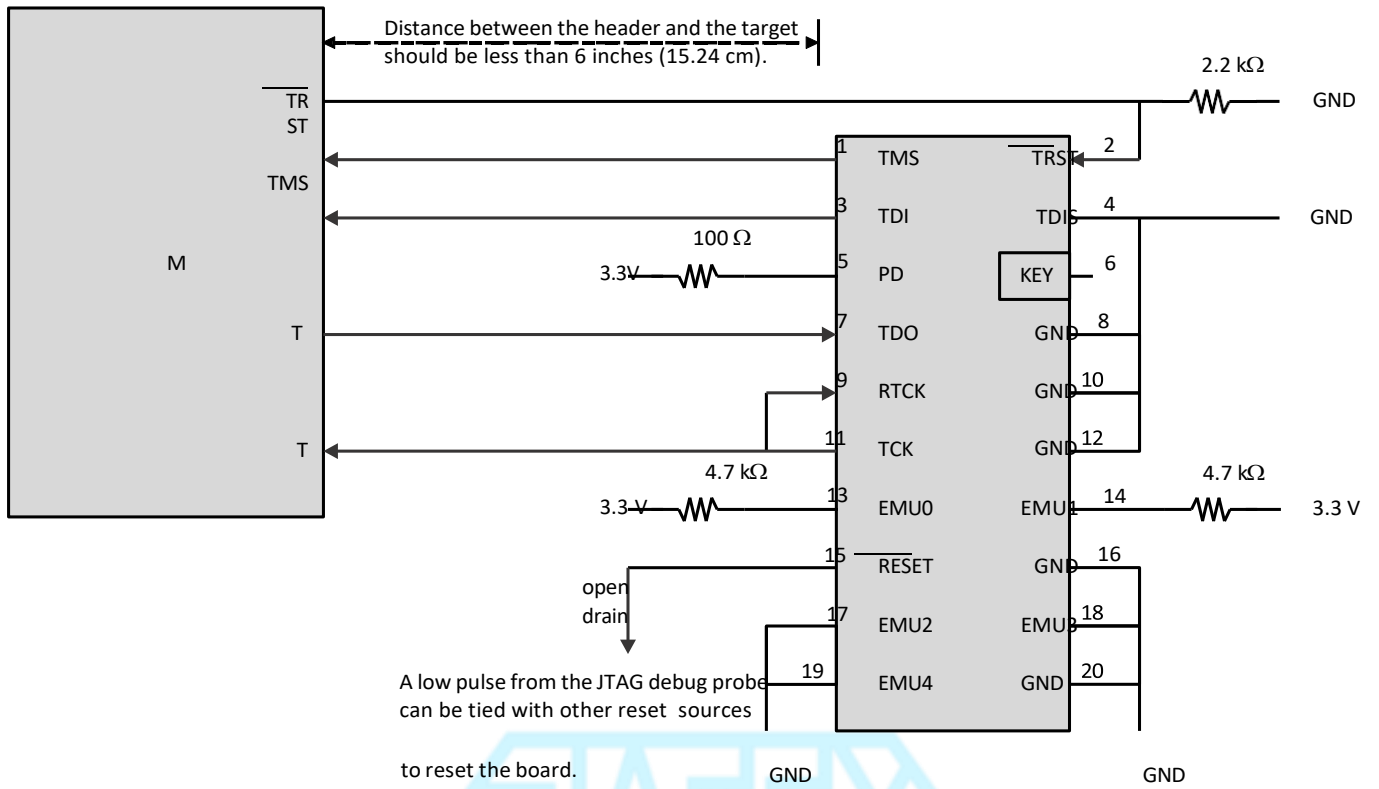 Distance between the header and the target
should be less than 6 inches (15.24 cm).
2.2 kΩ
TR
ST
GND
1 TMS TRST 2
TMS
3 TDI TDIS 4 GND
100 Ω
M
3.3V 5 PD KEY 6
T 7 TDO GND 8
9 RTCK GND 10
T 11 TCK GND 12
4.7 kΩ 4.7 kΩ
3.3 V 13 EMU0 EMU1 14 3.3 V
15 RESET GND 16
open
drain
17 EMU2 EMU3 18
19 EMU4 GND 20
A low pulse from the JTAG debug probe
can be tied with other reset sources
to reset the board.
GND GND